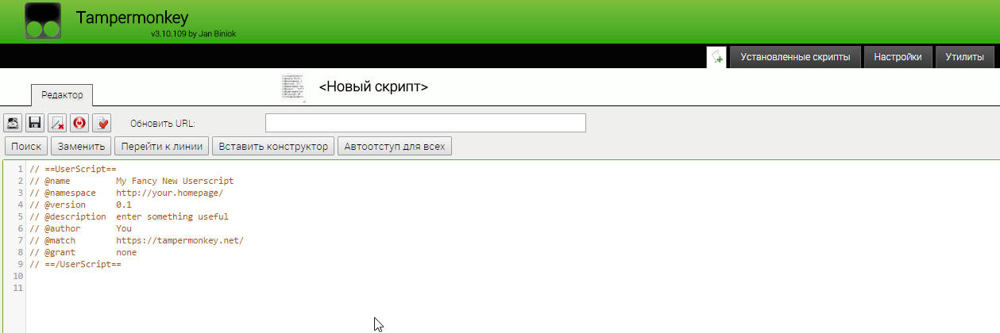 Tampermonkey
v3.10.109 by Jan Biniok
Установленные скрипты Настройки Утилиты
Редактор <Новый скрипт>
Обновить URL:
Поиск Заменить Перейти к линии Вставить конструктор Автоотступ для всех
1 // ==UserScript==
2 // @name My Fancy New Userscript
3 // @namespace http://your.homepage/
4 // @version 0.1
5 // @description enter something useful
6 // @author You
7 // @match https://tampermonkey.net/
8 // @grant none
9 // ==/UserScript==
10
11